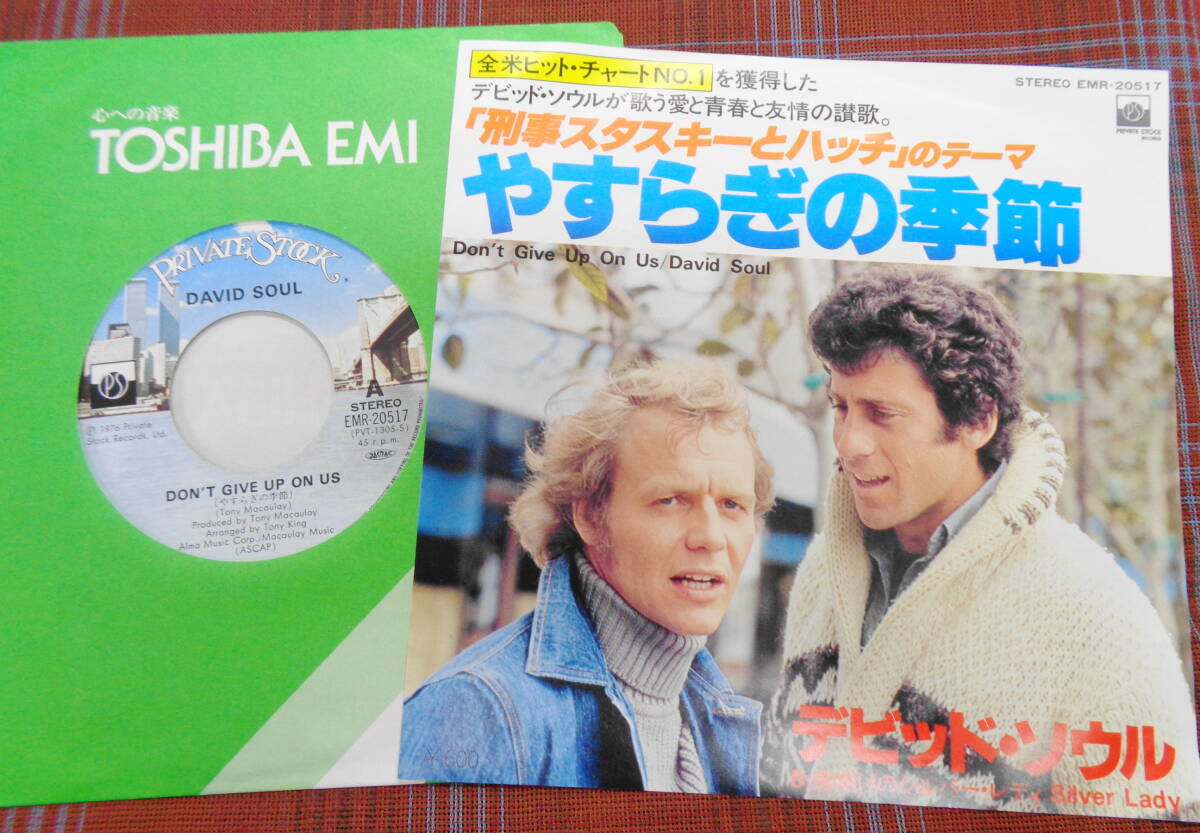 心への音楽
TOSHIBA EMI
PRIVATE STOCK
DAVID SOUL
PS
A
STEREO
EMR-20517
(PVT-1305-S)
45 r.p.m.
Ⓟ 1976 Private
Stock Records, Ltd.
DON'T GIVE UP ON US
(やすらぎの季節)
(Tony Macaulay)
Produced by Tony Macaulay
Arranged by Tony King
Alma Music Corp./Macaulay Music
(ASCAP)
全米ヒット・チャートNO.1を獲得した
デビッド・ソウルが歌う愛と青春と友情の讃歌。
「刑事スタスキーとハッチ」のテーマ
やすらぎの季節
Don't Give Up On Us/David Soul
STEREO EMR-20517
PS
PRIVATE STOCK
RECORDS
デビッド・ソウル
Silver Lady
¥600